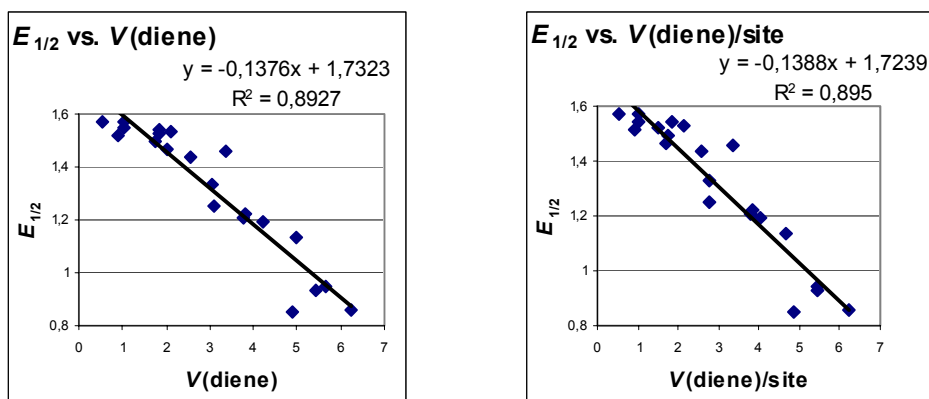 E1/2 vs. V(diene)
y = -0,1376x + 1,7323
R2 = 0,8927
1,6
1,4
1,2
1
0,8
0 1 2 3 4 5 6 7
E1/2
V(diene)
E1/2 vs. V(diene)/site
y = -0,1388x + 1,7239
R2 = 0,895
1,6
1,4
1,2
1
0,8
0 1 2 3 4 5 6 7
E1/2
V(diene)/site